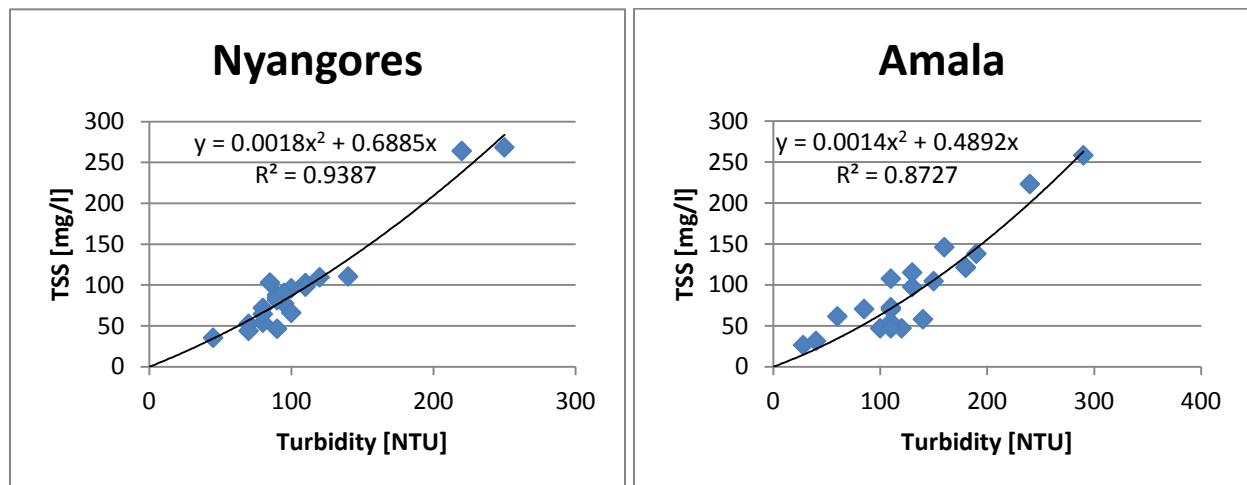 Nyangores
y = 0.0018x² + 0.6885x
R² = 0.9387
300
250
200
150
100
50
0
TSS [mg/l]
0 100 200 300
Turbidity [NTU]
Amala
y = 0.0014x² + 0.4892x
R² = 0.8727
300
250
200
150
100
50
0
TSS [mg/l]
0 100 200 300 400
Turbidity [NTU]